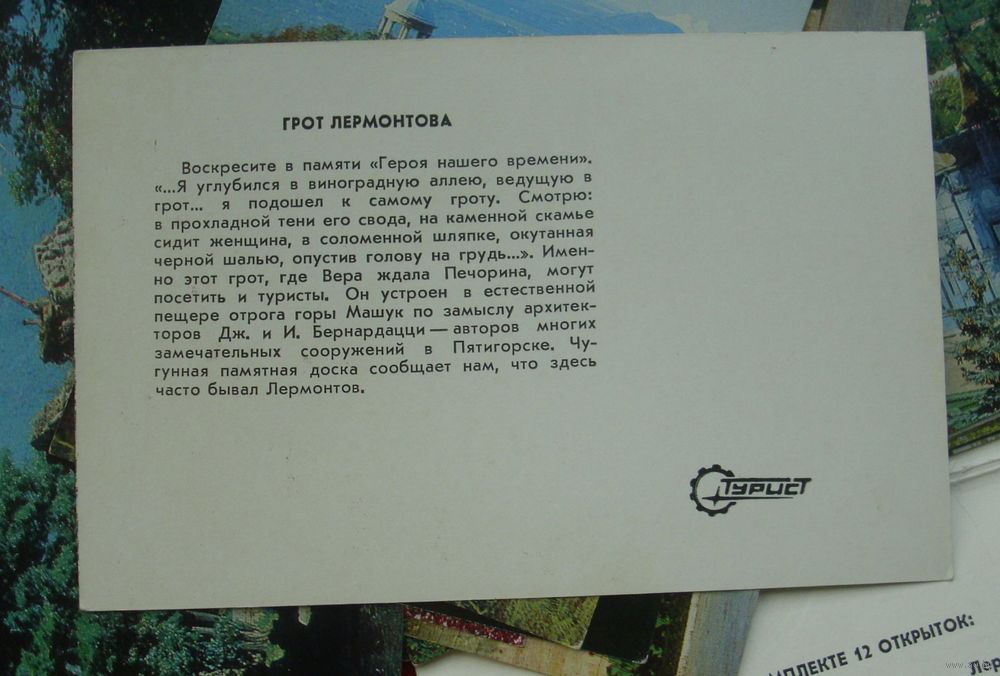 ГРОТ ЛЕРМОНТОВА
Воскресите в памяти «Героя нашего времени».
«...Я углубился в виноградную аллею, ведущую в
грот... я подошел к самому гроту. Смотрю:
в прохладной тени его свода, на каменной скамье
сидит женщина, в соломенной шляпке, окутанная
черной шалью, опустив голову на грудь...». Имен-
но этот грот, где Вера ждала Печорина, могут
посетить и туристы. Он устроен в естественной
пещере отрога горы Машук по замыслу архитек-
торов Дж. и И. Бернардацци — авторов многих
замечательных сооружений в Пятигорске. Чу-
гунная памятная доска сообщает нам, что здесь
часто бывал Лермонтов.
ТУРИСТ
МПЛЕКТЕ 12 ОТКРЫТОК: